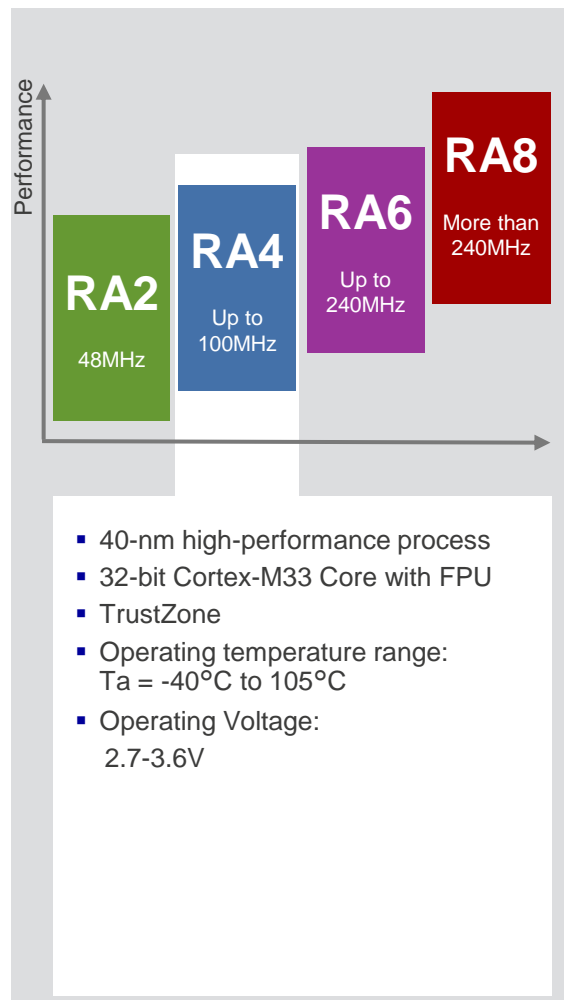 Performance
RA2
48MHz
RA4
Up to
100MHz
RA6
Up to
240MHz
RA8
More than
240MHz
▪ 40-nm high-performance process
▪ 32-bit Cortex-M33 Core with FPU
▪ TrustZone
▪ Operating temperature range:
Ta = -40°C to 105°C
▪ Operating Voltage:
2.7-3.6V